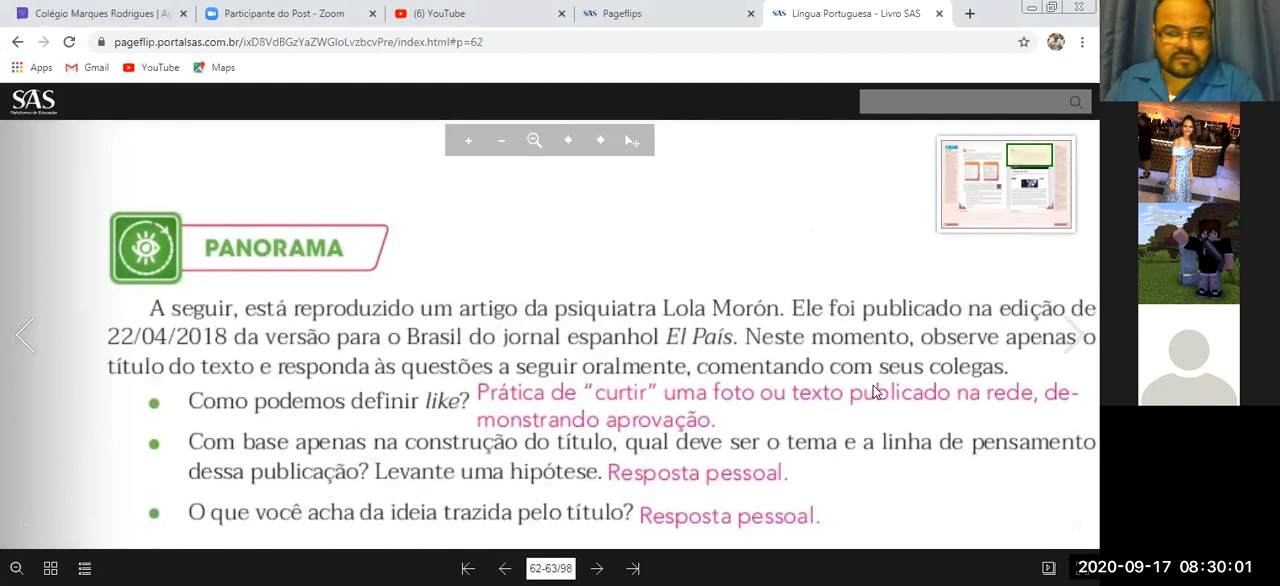 Colégio Marques Rodrigues | Ag
Participante do Post - Zoom
(6) YouTube
SAS Pageflips
SAS Língua Portuguesa - Livro SAS
pageflip.portalsas.com.br/ixD8VdBGzYaZWGloLvzbcvPre/index.html#p=62
Apps Gmail YouTube Maps
SAS
Plataforma de Educação
PANORAMA
A seguir, está reproduzido um artigo da psiquiatra Lola Morón. Ele foi publicado na edição de
22/04/2018 da versão para o Brasil do jornal espanhol El País. Neste momento, observe apenas o
título do texto e responda às questões a seguir oralmente, comentando com seus colegas.
Como podemos definir like? Prática de “curtir” uma foto ou texto publicado na rede, de-
monstrando aprovação.
Com base apenas na construção do título, qual deve ser o tema e a linha de pensamento
dessa publicação? Levante uma hipótese. Resposta pessoal.
O que você acha da ideia trazida pelo título? Resposta pessoal.
62-63/98
2020-09-17 08:30:01